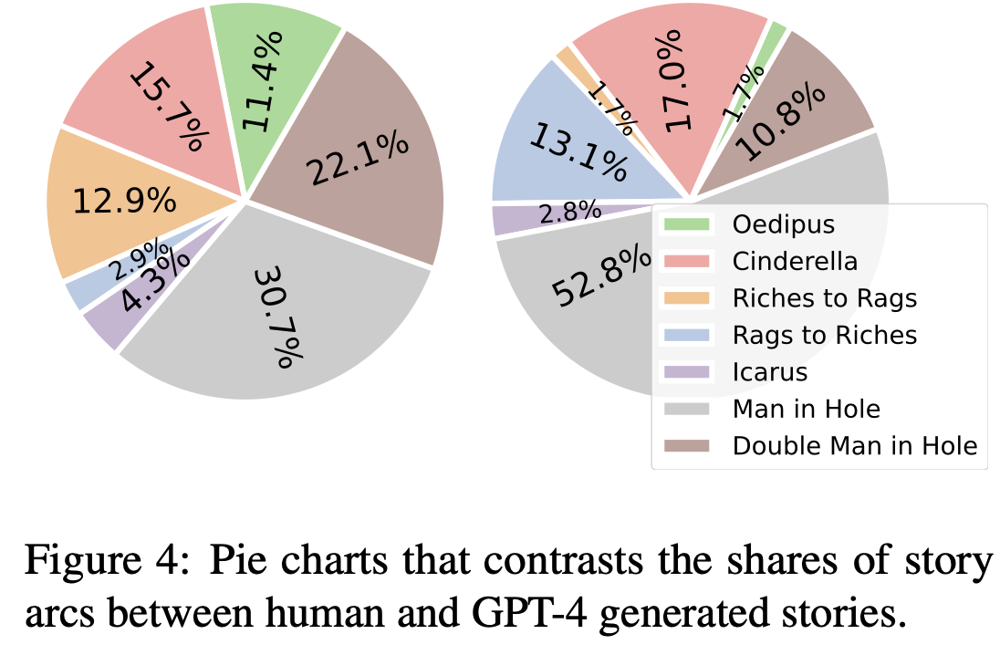 11.4%
15.7%
22.1%
12.9%
2.9%
4.3%
30.7%
17.0%
1.7%
1.7%
10.8%
13.1%
2.8%
52.8%
Oedipus
Cinderella
Riches to Rags
Rags to Riches
Icarus
Man in Hole
Double Man in Hole
Figure 4: Pie charts that contrasts the shares of story
arcs between human and GPT-4 generated stories.